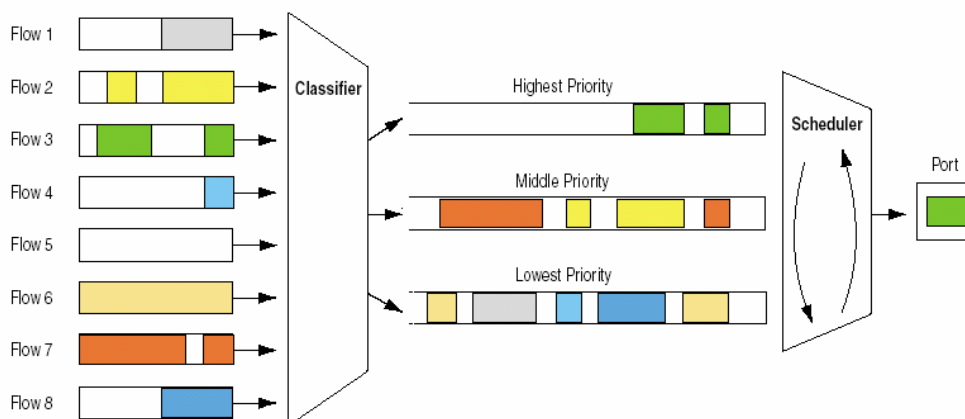 Flow 1
Flow 2
Flow 3
Flow 4
Flow 5
Flow 6
Flow 7
Flow 8
Classifier
Highest Priority
Middle Priority
Lowest Priority
Scheduler
Port